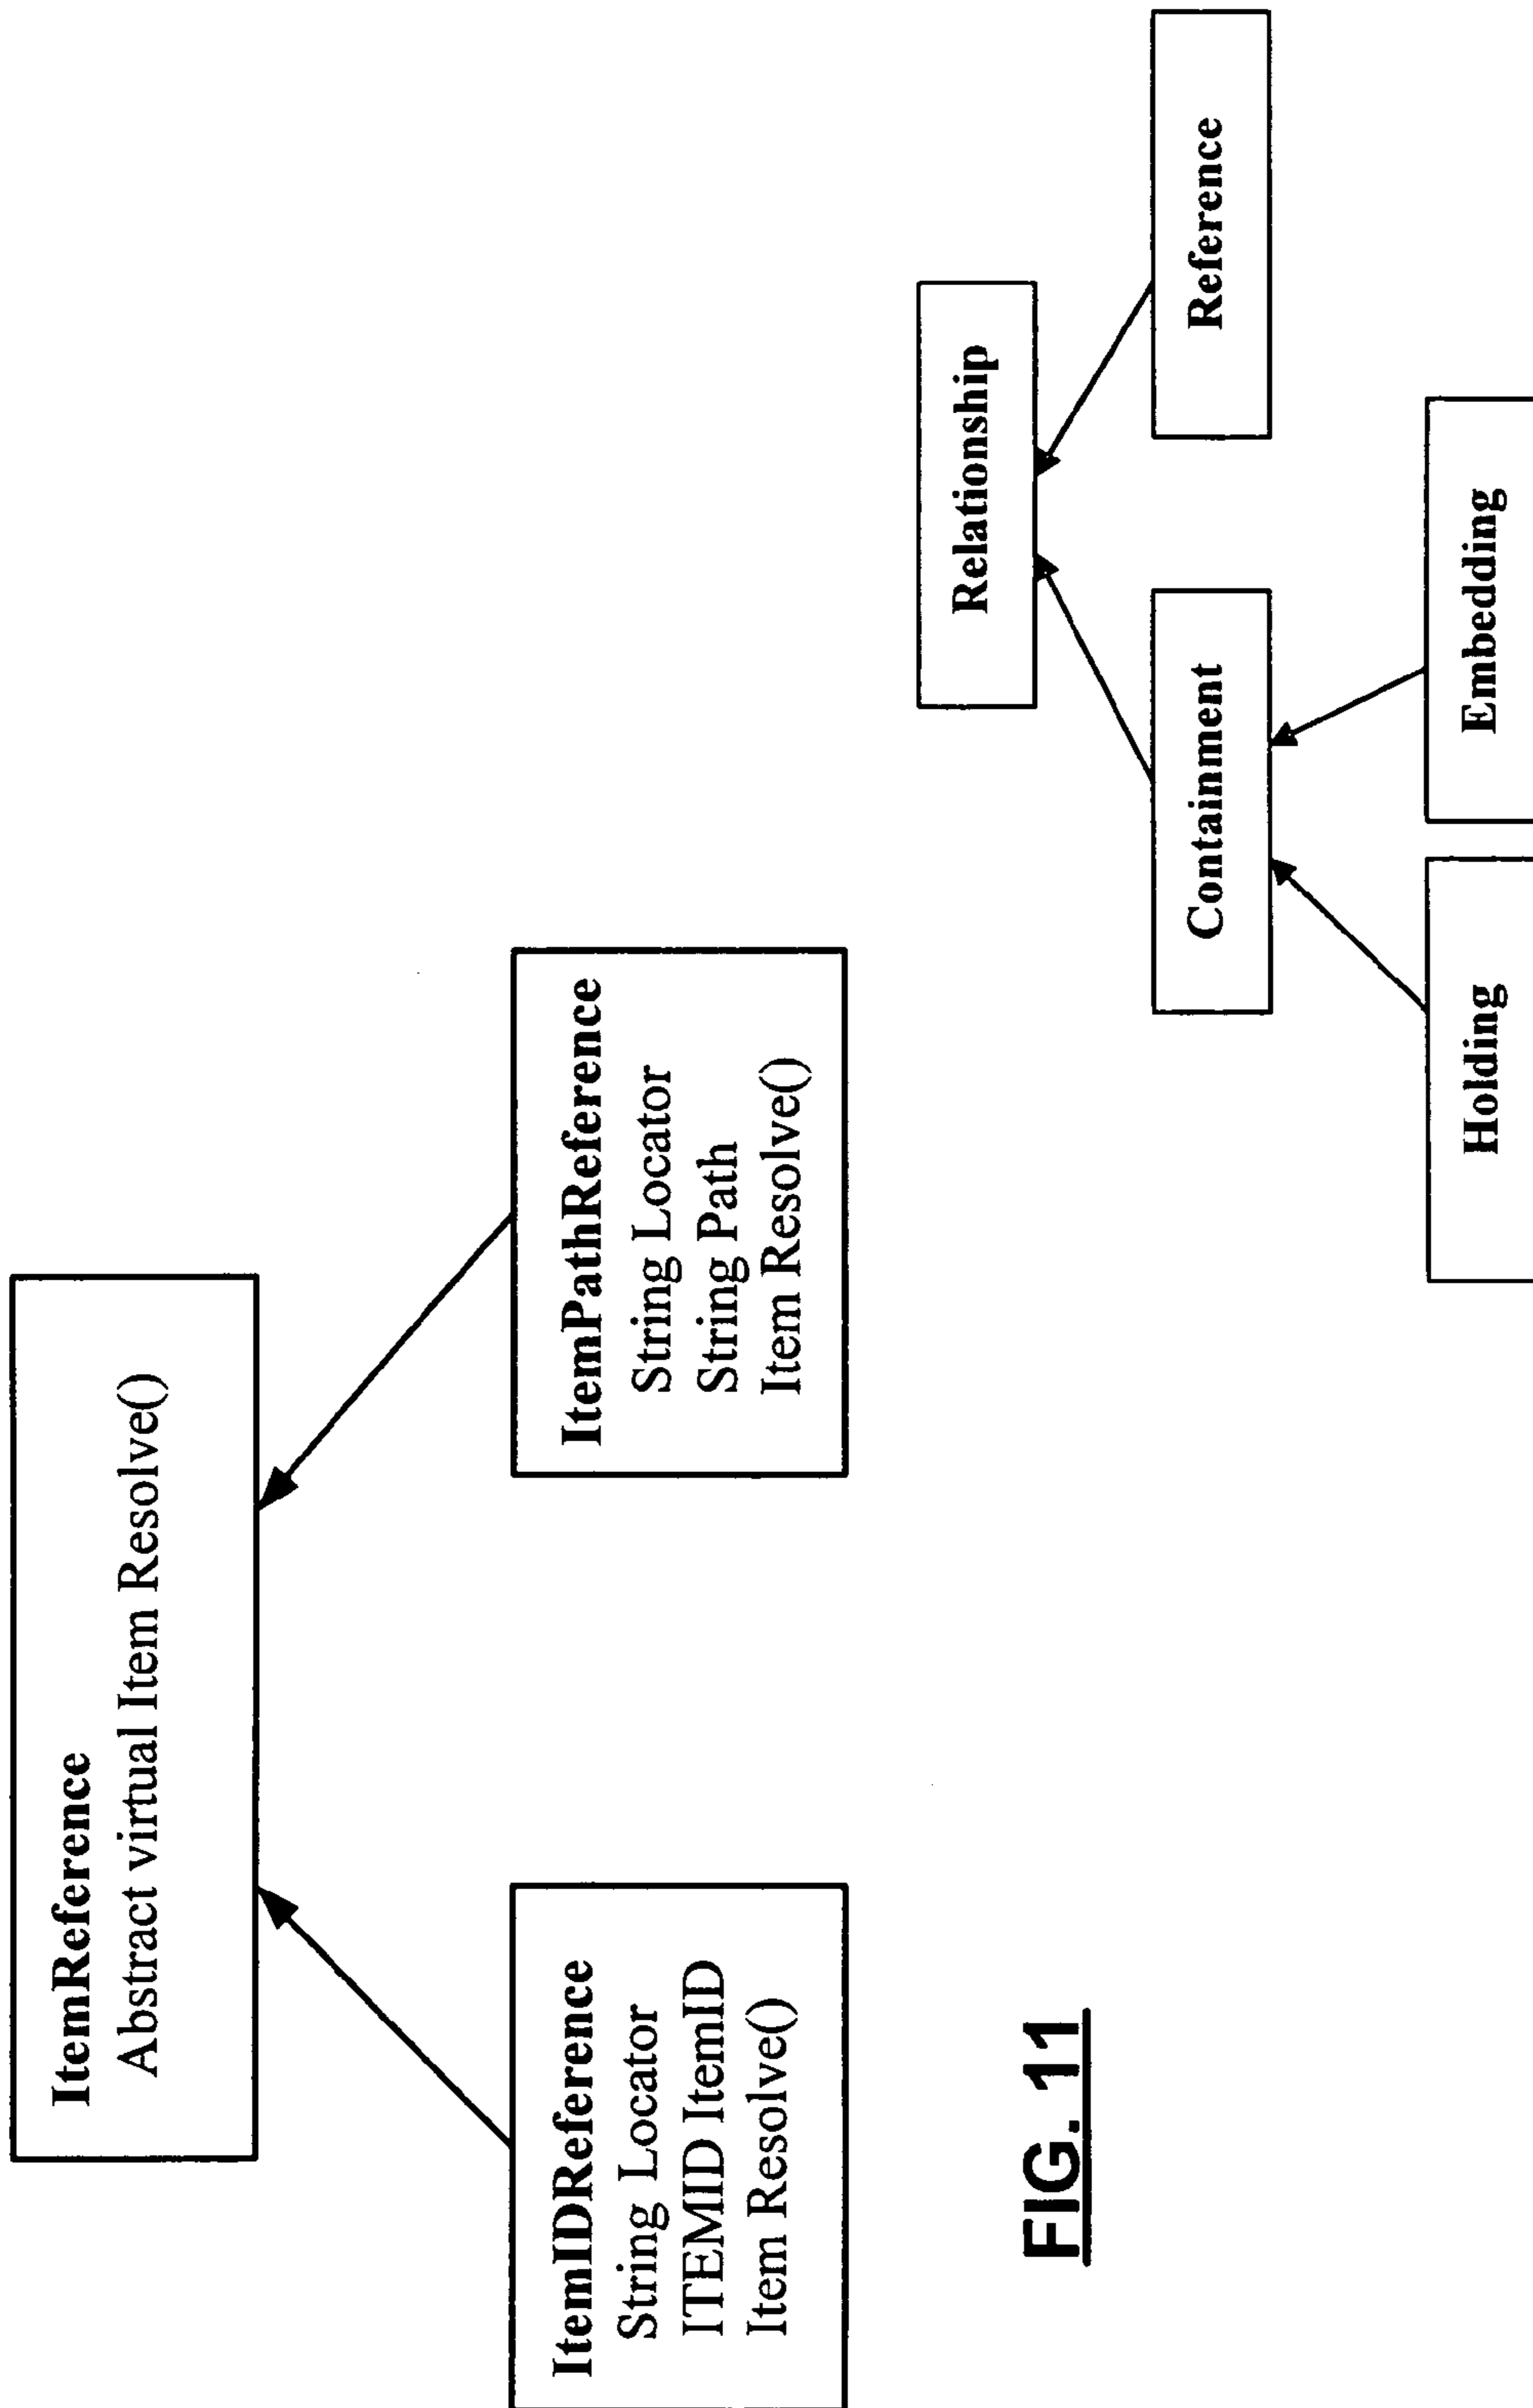 ItemReference
Abstract virtual Item Resolve()
ItemIDReference
String Locator
ITEMID ItemID
Item Resolve()
ItemPathReference
String Locator
String Path
Item Resolve()
FIG. 11
Relationship
Containment
Reference
Holding
Embedding